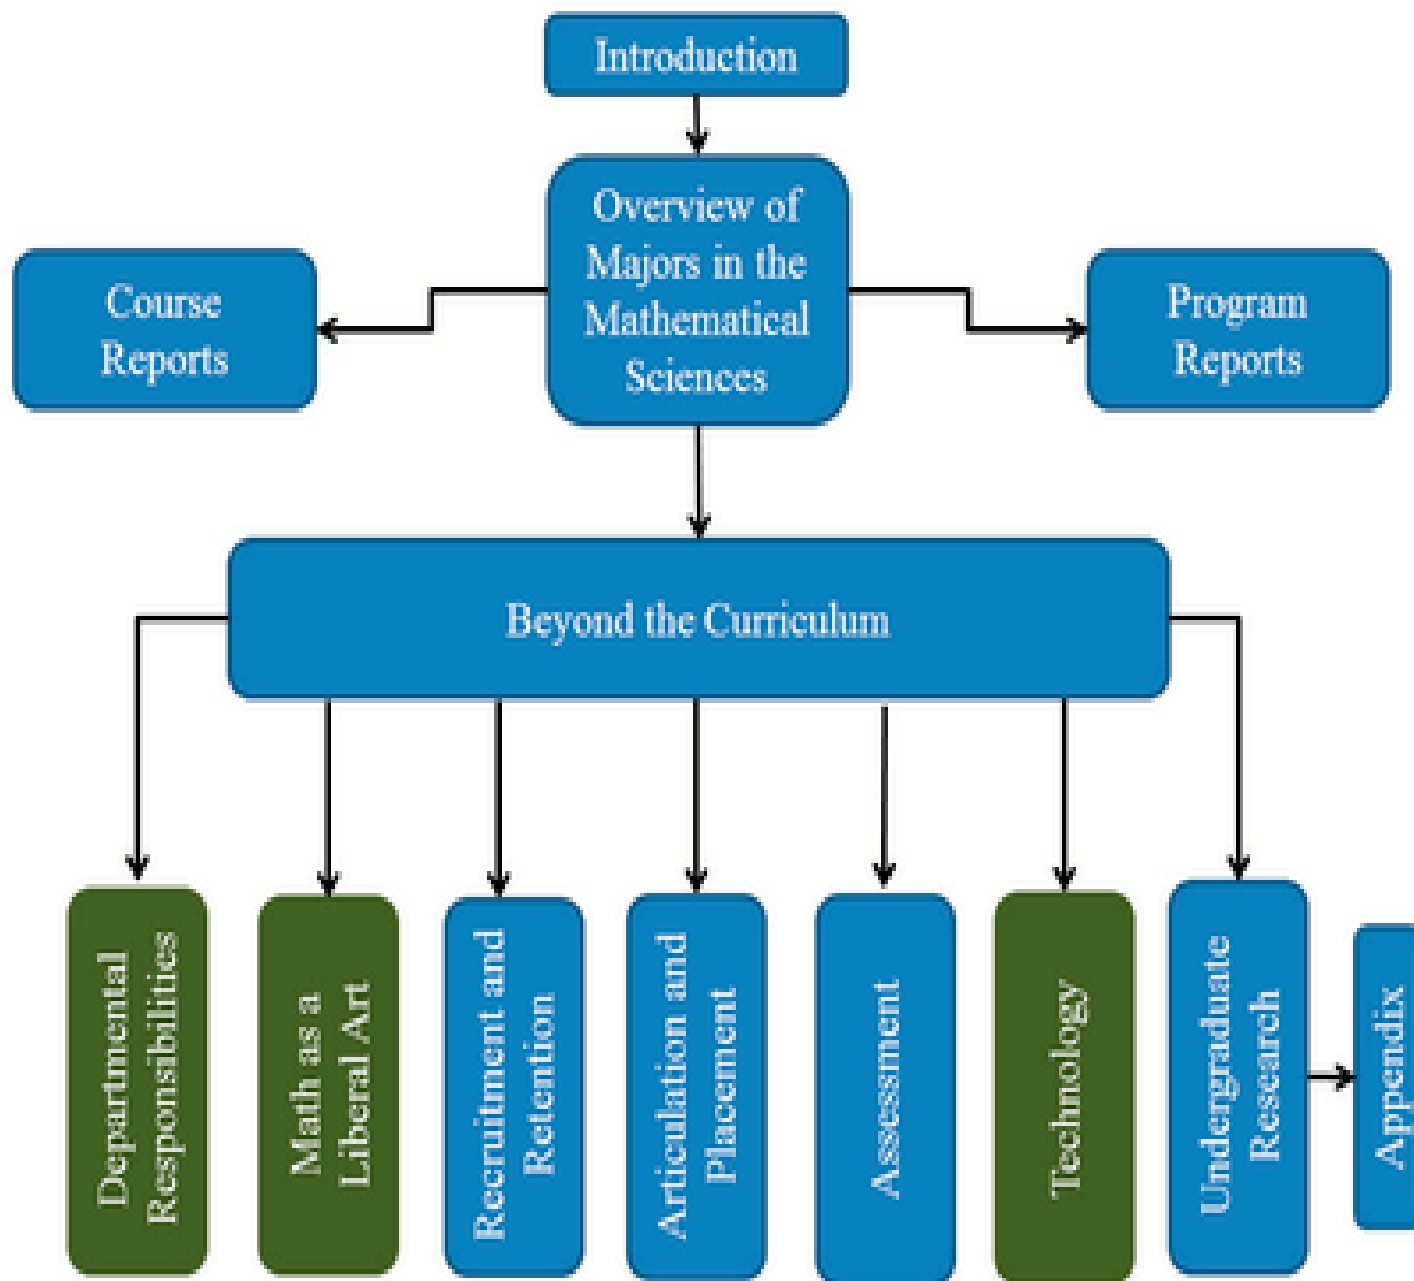 Introduction
Overview of
Majors in the
Mathematical
Sciences
Course
Reports
Program
Reports
Beyond the Curriculum
Departmental
Responsibilities
Math as a
Liberal Art
Recruitment and
Retention
Articulation and
Placement
Assessment
Technology
Undergraduate
Research
Appendix